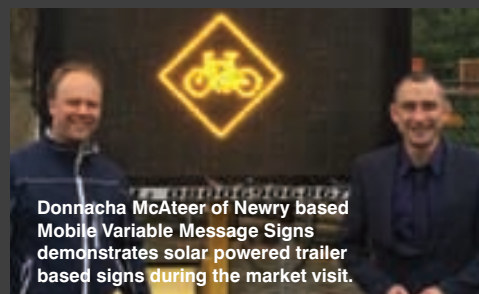 Donnacha McAteer of Newry based
Mobile Variable Message Signs
demonstrates solar powered trailer
based signs during the market visit.